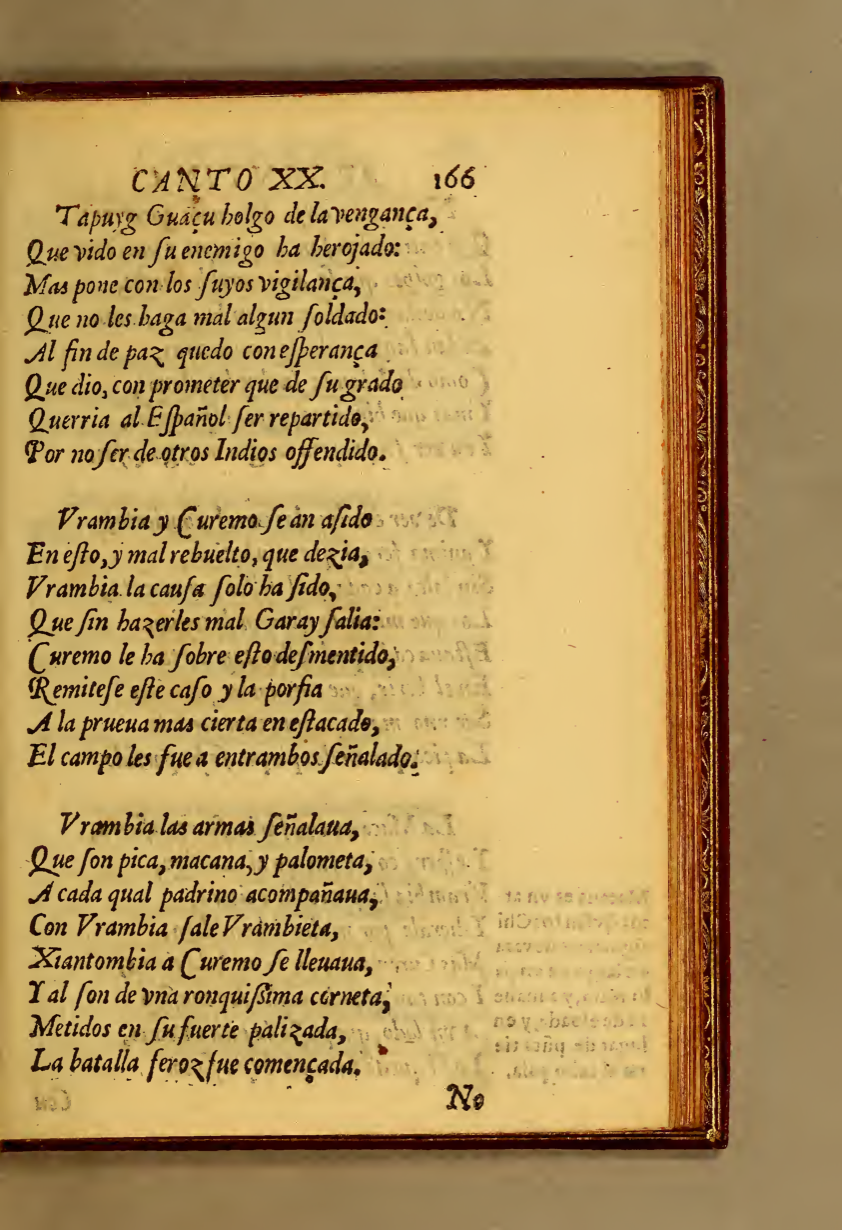 CANTO XX. 166
Tapuyg Guaçu holgo de la vengança,
Que vido en ſu enemigo ha herojado:
Mas pone con los ſuyos vigilança,
Que no les haga mal algun ſoldado:
Al fin de paz quedo con eſperança
Que dio, con prometer que de ſu grado
Querria al Eſpañol ſer repartido,
Por no ſer de otros Indios offendido.
Vrambia y Curemo ſe àn aſido
En eſto, y mal rebuelto, que dezia,
Vrambia la cauſa ſolo ha ſido,
Que ſin hazerles mal Garay ſalia:
Curemo le ha ſobre eſto deſmentido,
Remiteſe eſte caſo y la porfia
A la prueua mas cierta en eſtacado,
El campo les fue a entrambos ſeñalado.
Vrambia las armas ſeñalaua,
Que ſon pica, macana, y palometa,
A cada qual padrino acompañaua,
Con Vrambia ſale Vrambieta,
Xiantombia a Curemo ſe lleuaua,
Y al ſon de vna ronquiſsima corneta,
Metidos en ſu fuerte palizada,
La batalla feroz fue començada.
No